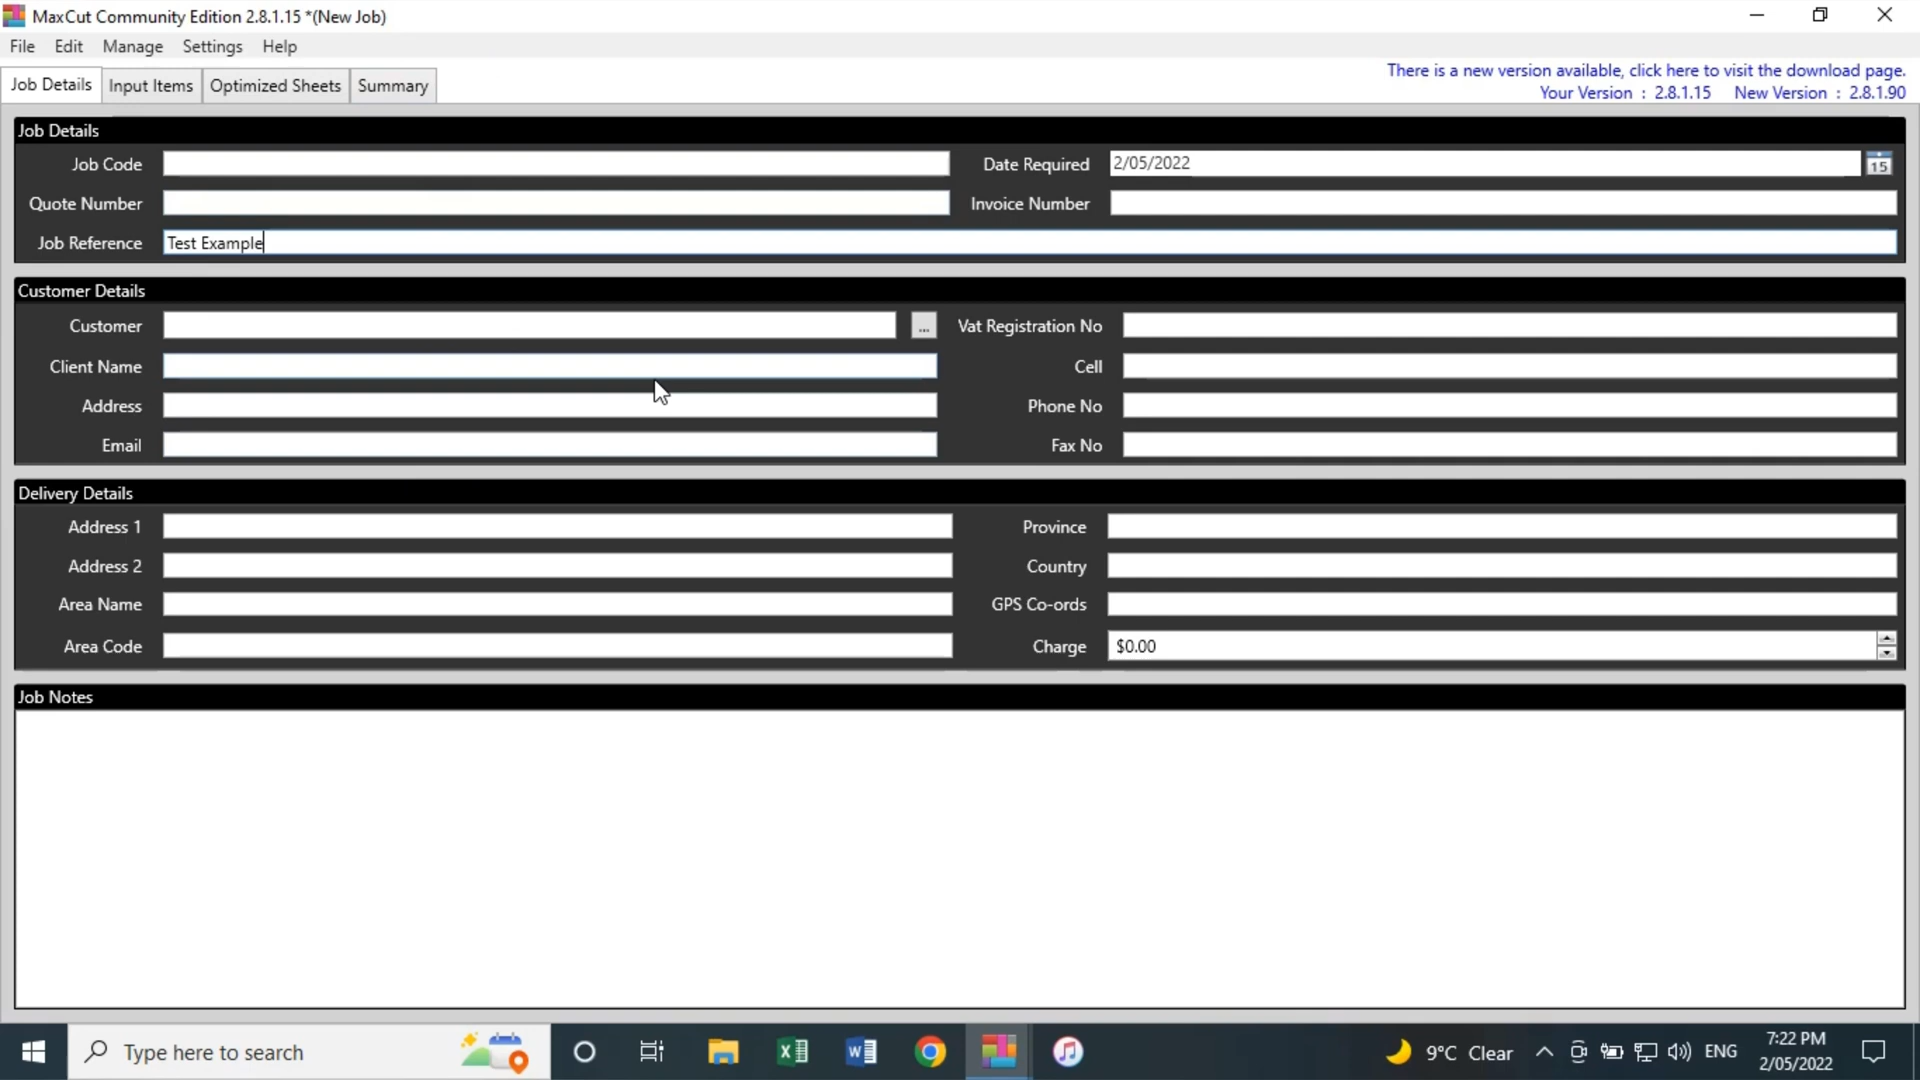 MaxCut Community Edition 2.8.1.15 *(New Job)
File Edit Manage Settings Help
Job Details Input Items Optimized Sheets Summary
There is a new version available, click here to visit the download page.
Your Version : 2.8.1.15 New Version : 2.8.1.90
Job Details
Job Code Date Required 2/05/2022 15
Quote Number Invoice Number
Job Reference Test Example
Customer Details
Customer ... Vat Registration No
Client Name Cell
Address Phone No
Email Fax No
Delivery Details
Address 1 Province
Address 2 Country
Area Name GPS Co-ords
Area Code Charge $0.00
Job Notes
Type here to search 9°C Clear ENG 7:22 PM
2/05/2022